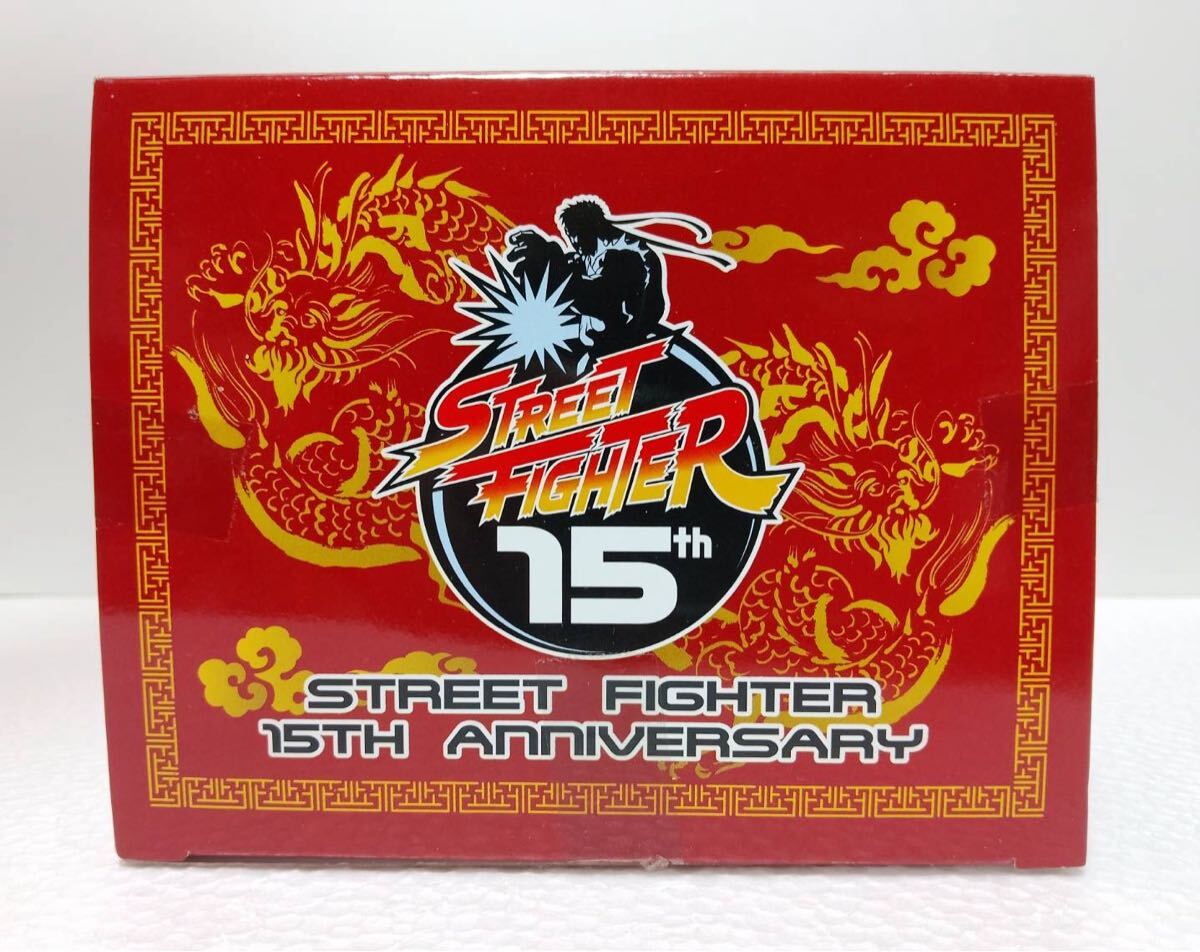 STREET
FIGHTER
15th
STREET FIGHTER
15TH ANNIVERSARY